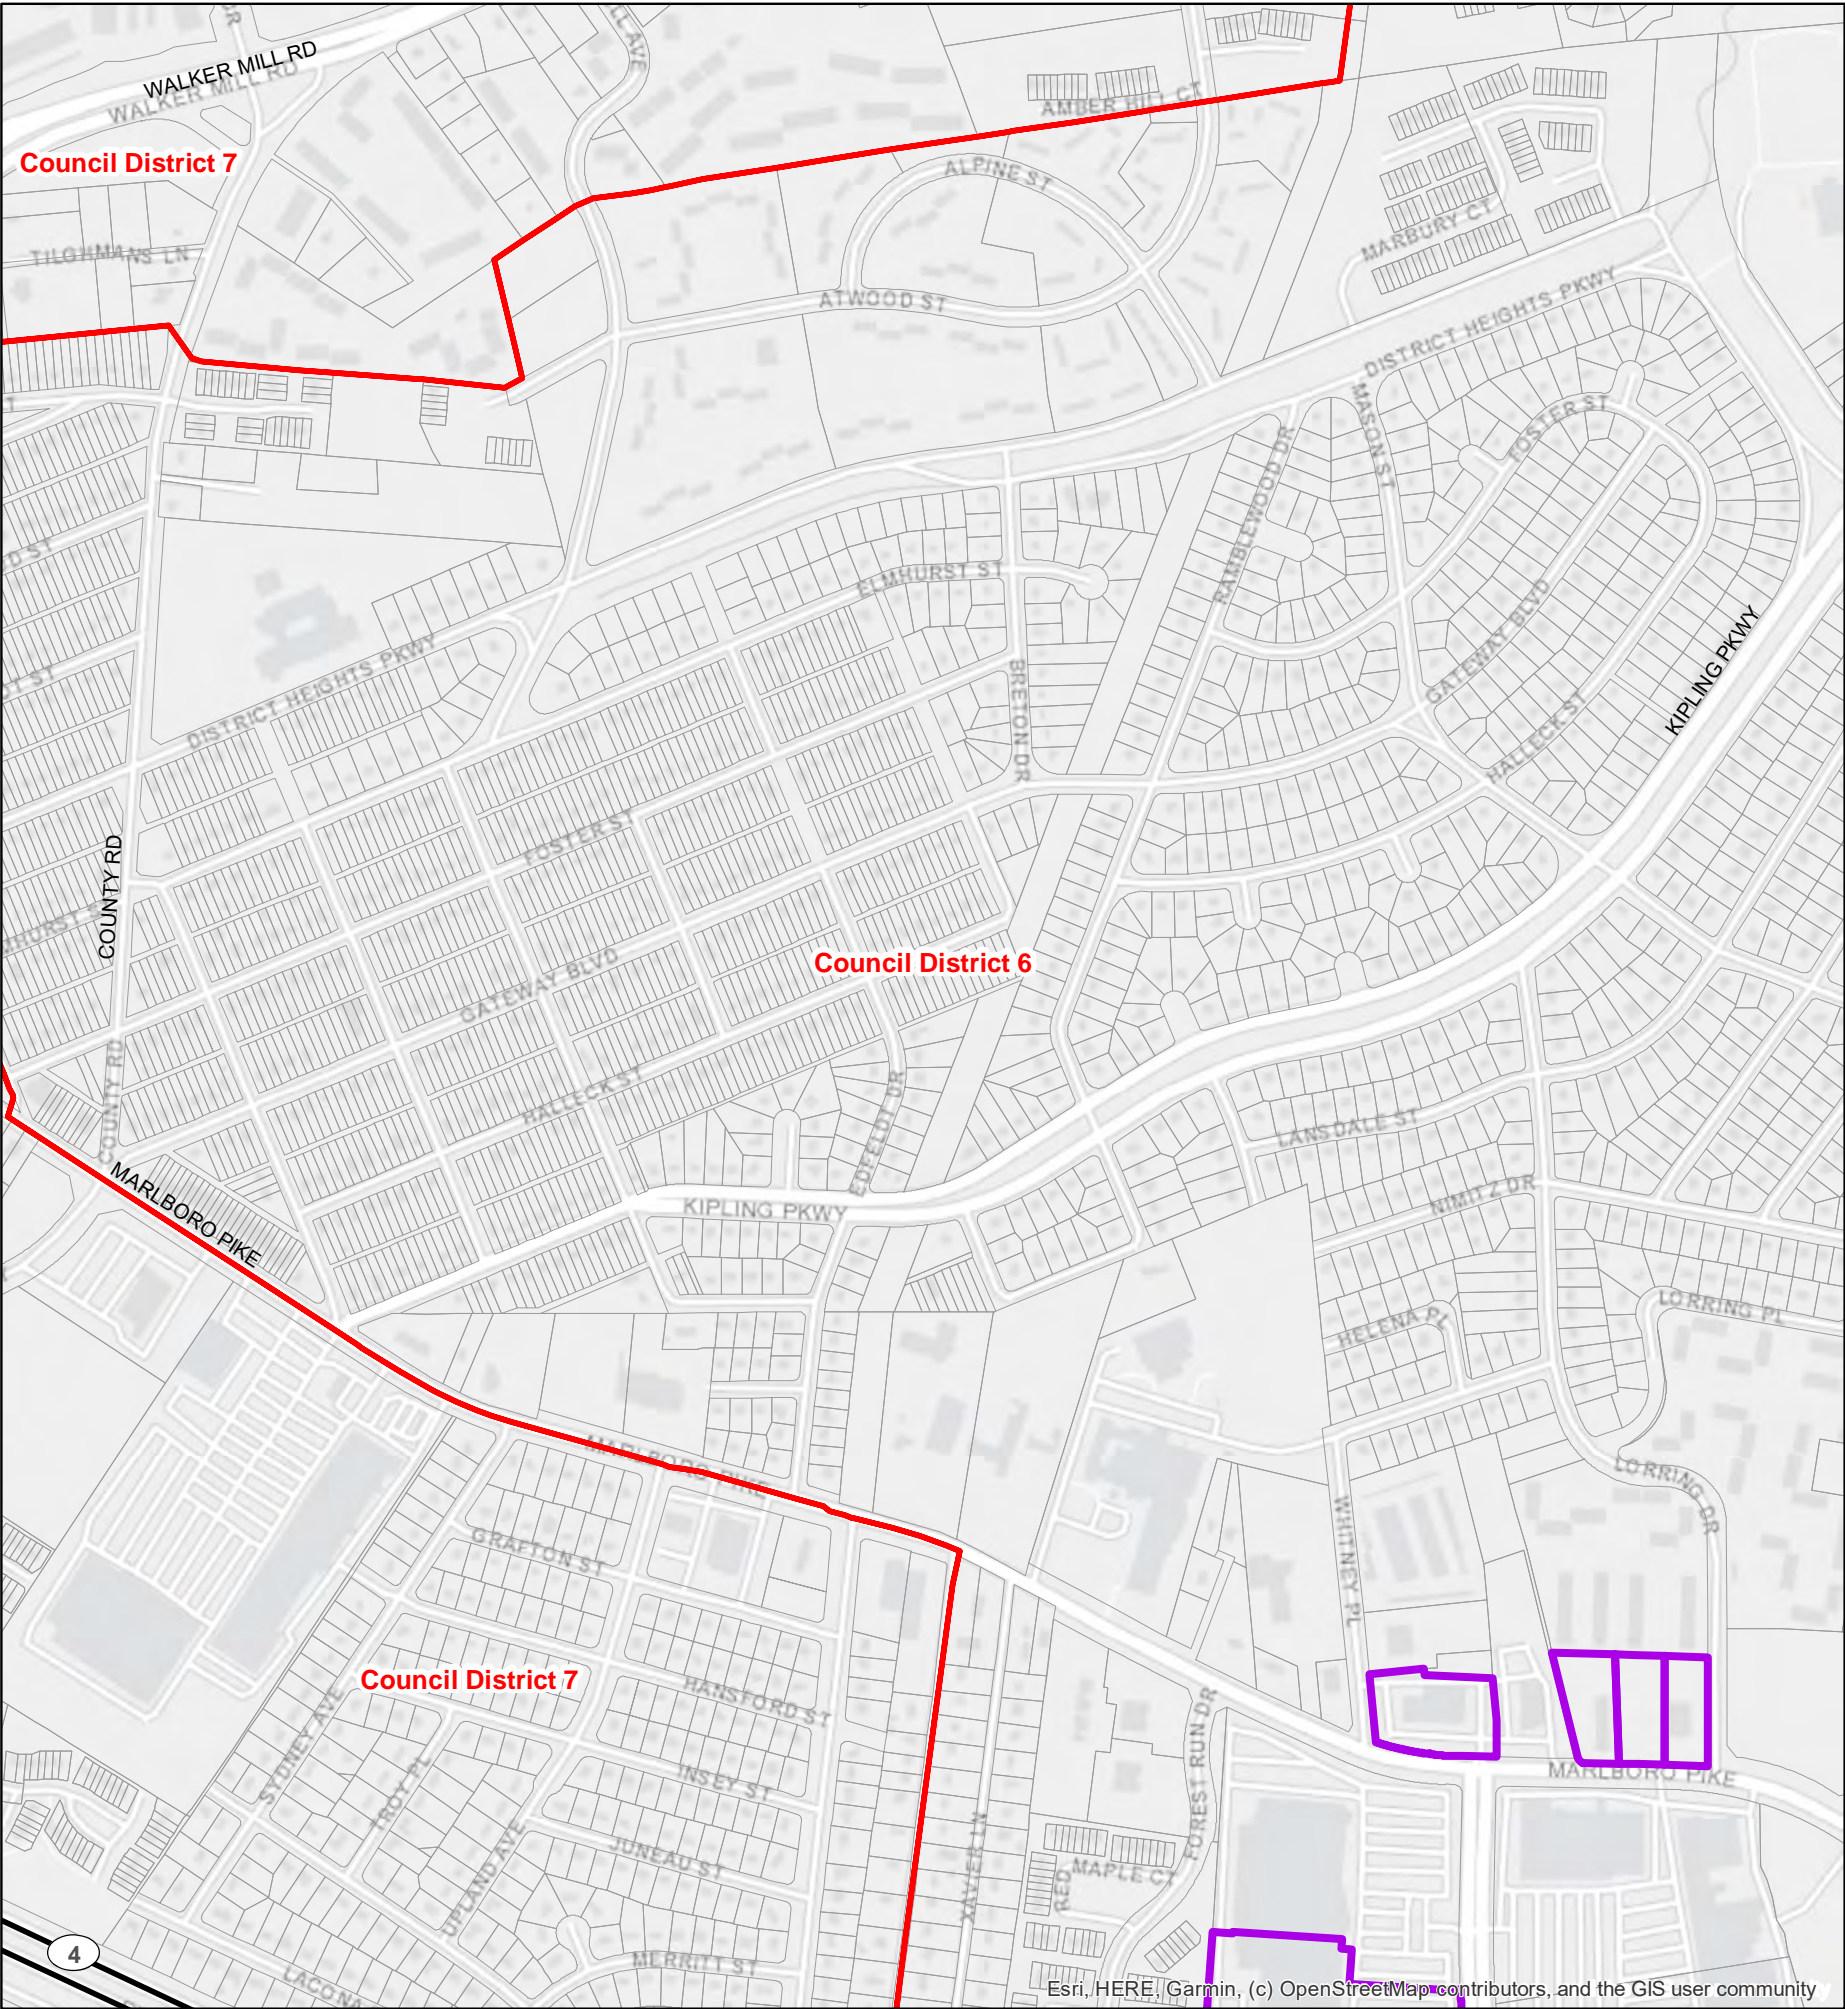 WALKER MILL RD
WALKER MILL RD
Council District 7
AMBER HILL CT
ALPINE ST
MARBURY CT
TILGHMANS LN
ATWOOD ST
DISTRICT HEIGHTS PKWY
MASON ST
FOSTER ST
RAMBLEWOOD DR
ELMHURST ST
GATEWAY BLVD
KIPLING PKWY
DISTRICT HEIGHTS PKWY
BRETON DR
HALLECK ST
FOSTER ST
COUNTY RD
Council District 6
GATEWAY BLVD
COUNTY RD
HALLECK ST
EDFELDT DR
LANSDALE ST
MARLBORO PIKE
KIPLING PKWY
NIMITZ DR
LORRING PL
HELENA PL
MARLBORO PIKE
LORRING DR
GRAFTON ST
WHITNEY PL
Council District 7
HANSFORD ST
SYDNEY AVE
FOREST RUN DR
INSEY ST
MARLBORO PIKE
TROY PL
JUNEAU ST
UPLAND AVE
XAVER LN
RED MAPLE CT
4
MERRITT ST
LACONA
Esri, HERE, Garmin, (c) OpenStreetMap contributors, and the GIS user community